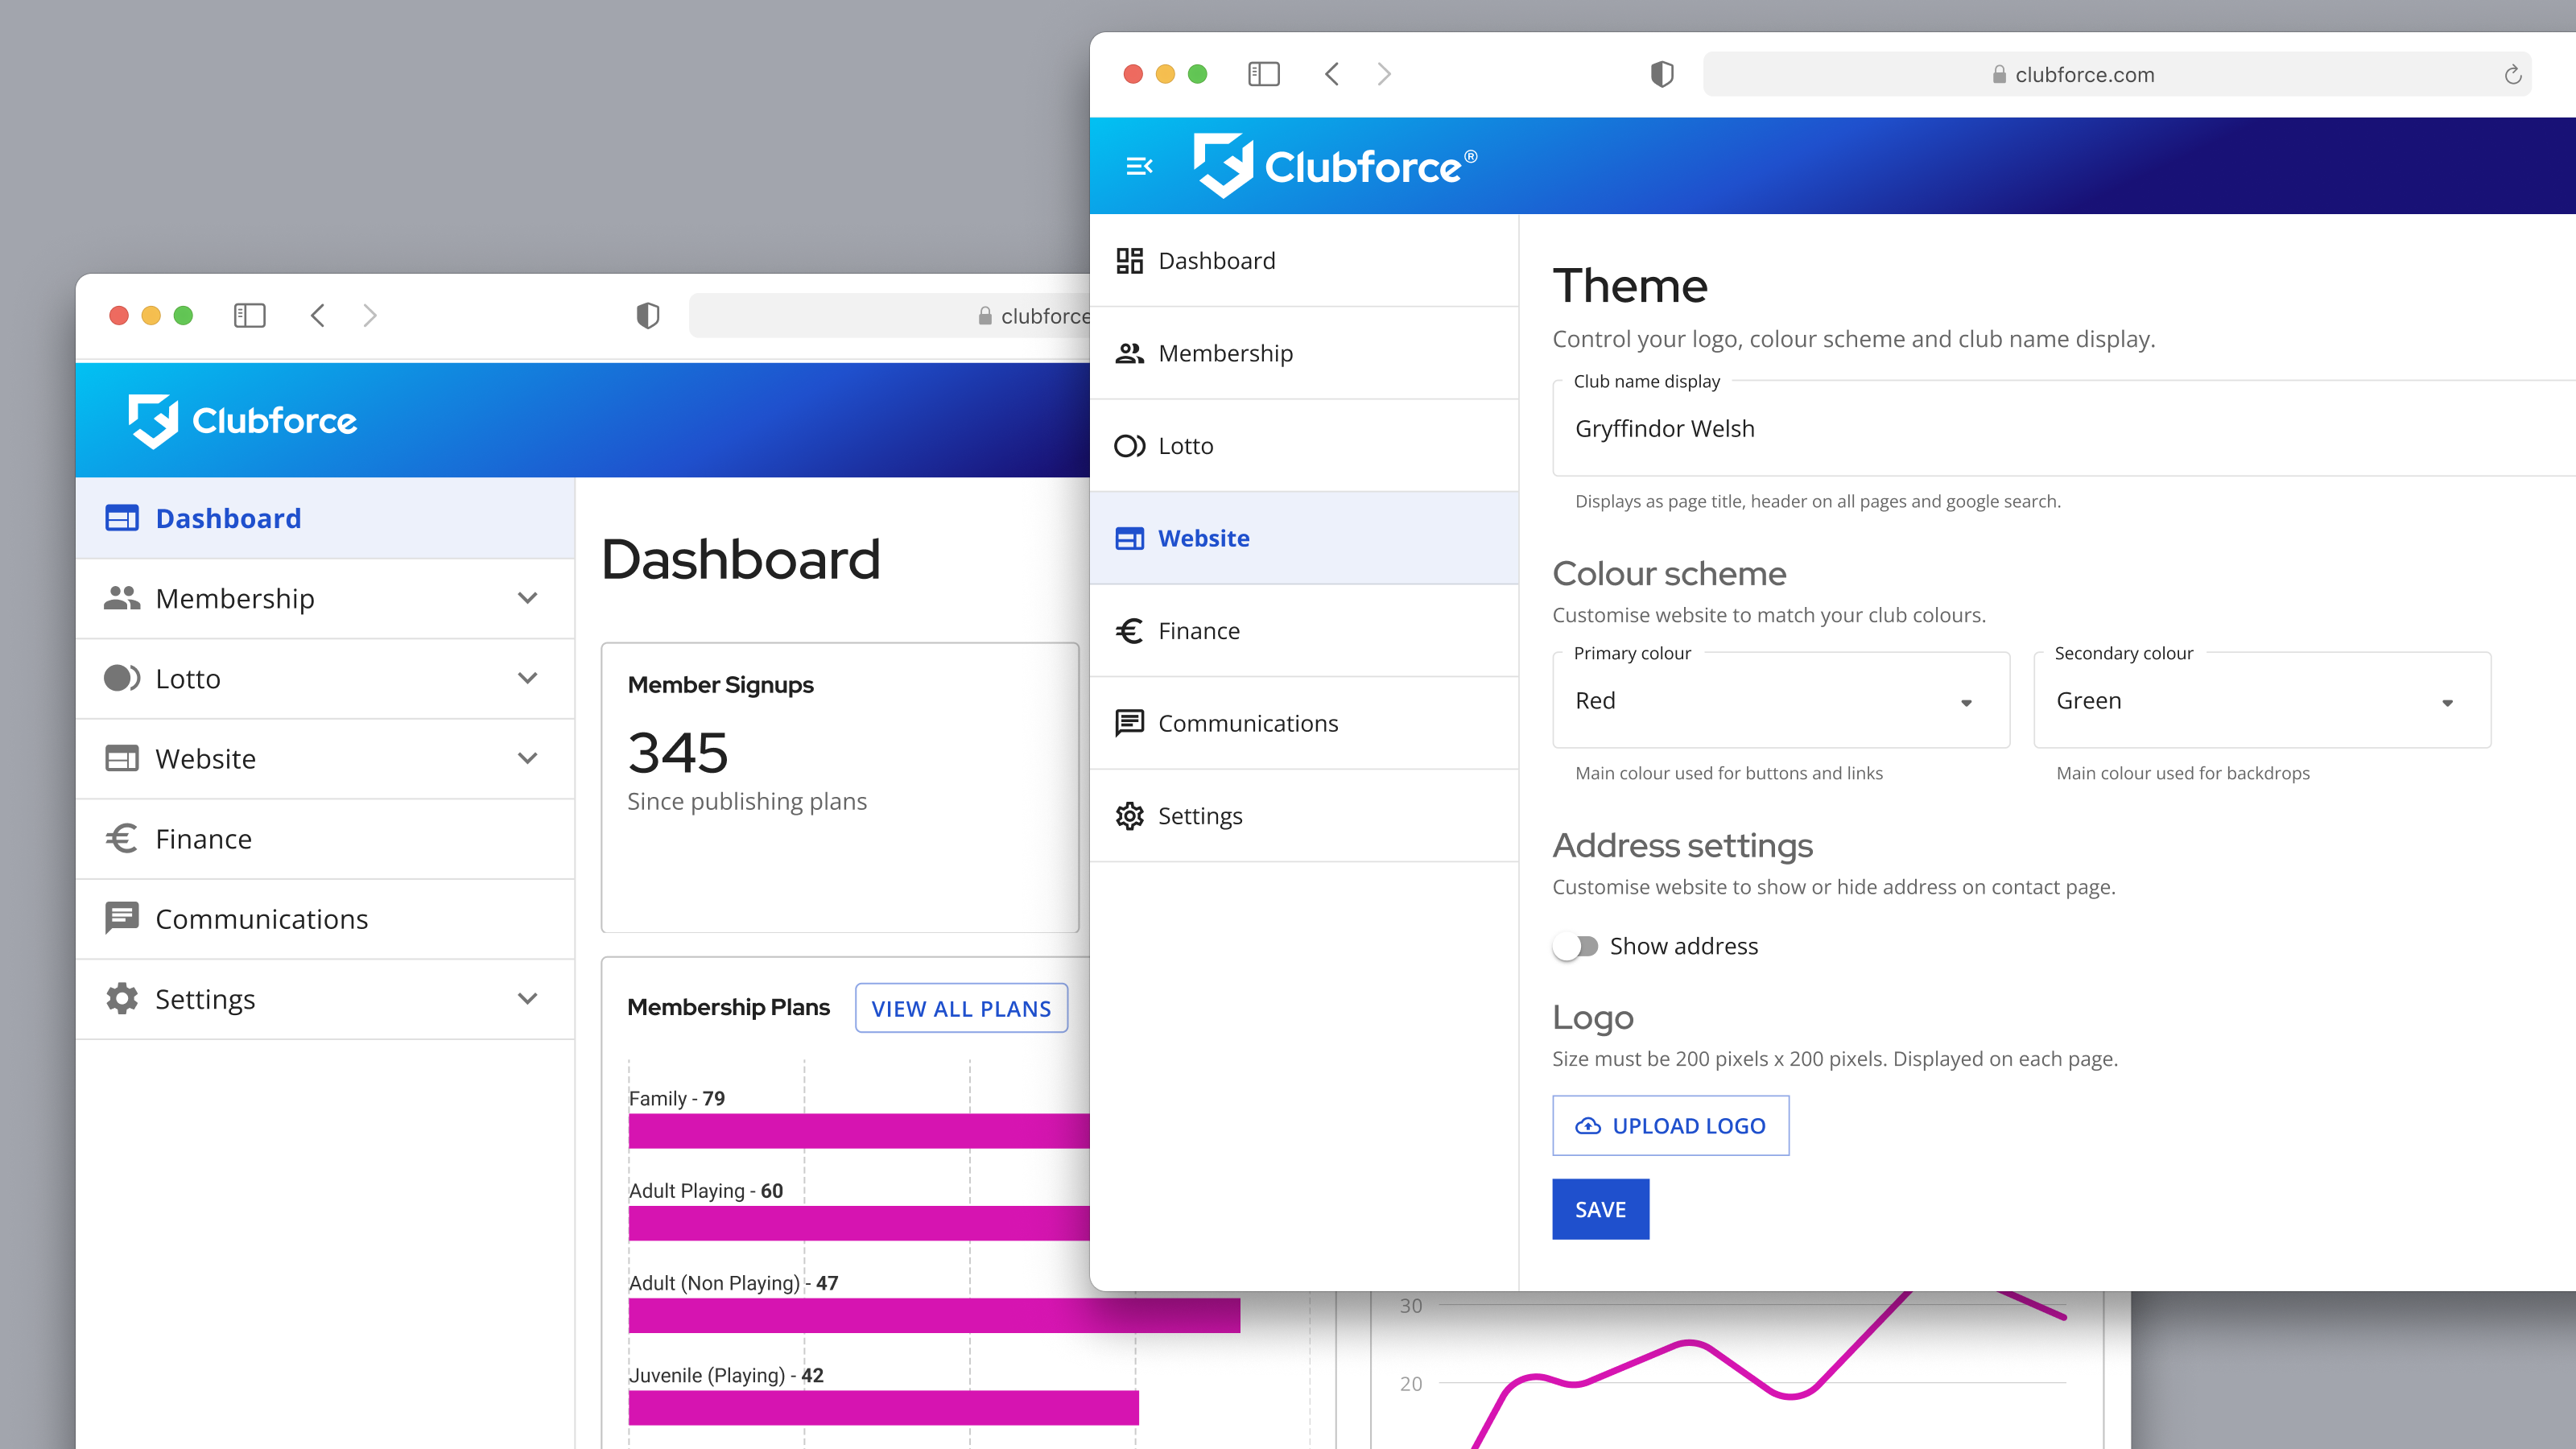 clubforce.com
Clubforce®
Dashboard
Membership
Lotto
Website
Finance
Communications
Settings
Theme
Control your logo, colour scheme and club name display.
Club name display
Gryffindor Welsh
Displays as page title, header on all pages and google search.
Colour scheme
Customise website to match your club colours.
Primary colour
Red
Main colour used for buttons and links
Secondary colour
Green
Main colour used for backdrops
Address settings
Customise website to show or hide address on contact page.
Show address
Logo
Size must be 200 pixels x 200 pixels. Displayed on each page.
UPLOAD LOGO
SAVE
clubforce
Clubforce
Dashboard
Membership
Lotto
Website
Finance
Communications
Settings
Dashboard
Member Signups
345
Since publishing plans
Membership Plans
VIEW ALL PLANS
Family - 79
Adult Playing - 60
Adult (Non Playing) - 47
Juvenile (Playing) - 42
30
20